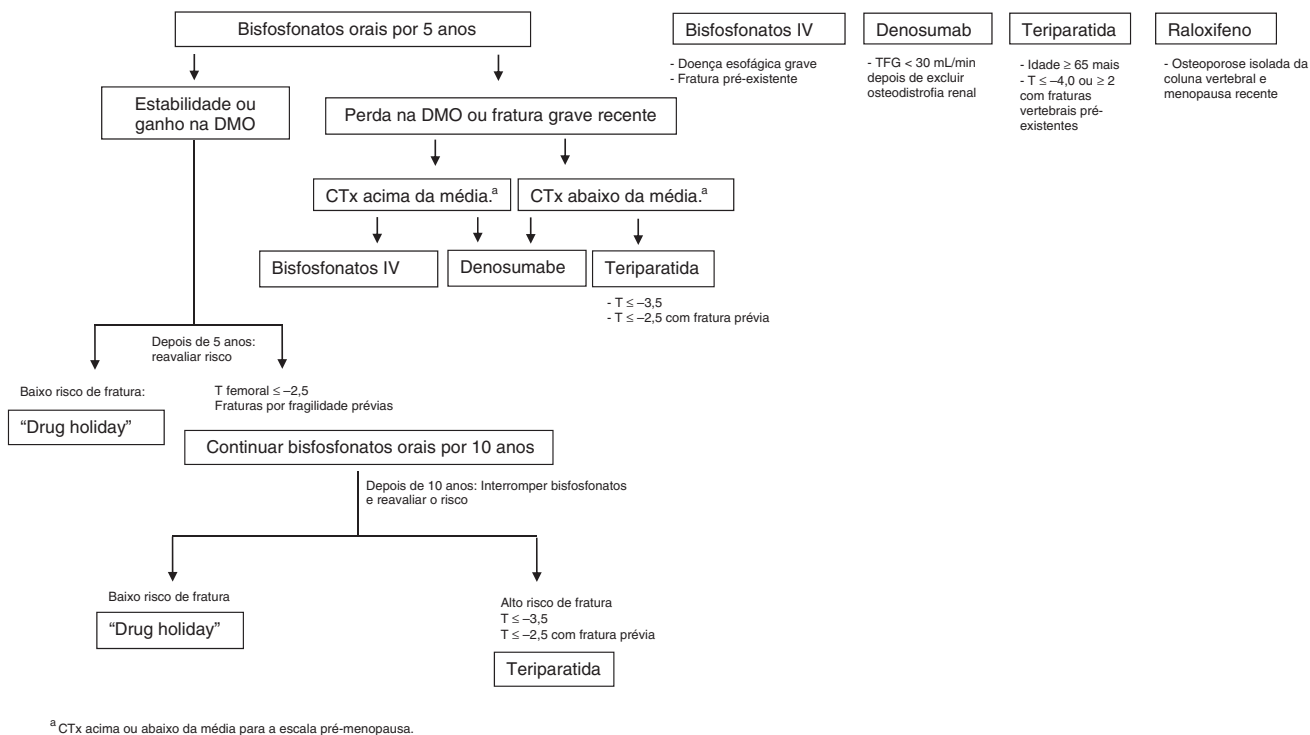 Bisfosfonatos orais por 5 anos
Bisfosfonatos IV
- Doença esofágica grave
- Fratura pré-existente
Denosumab
- TFG < 30 mL/min
depois de excluir
osteodistrofia renal
Teriparatida
- Idade ≥ 65 mais
- T ≤ –4,0 ou ≥ 2
com fraturas
vertebrais pré-
existentes
Raloxifeno
- Osteoporose isolada da
coluna vertebral e
menopausa recente
Estabilidade ou
ganho na DMO
Perda na DMO ou fratura grave recente
CTx acima da média.a
CTx abaixo da média.a
Bisfosfonatos IV
Denosumabe
Teriparatida
- T ≤ –3,5
- T ≤ –2,5 com fratura prévia
Depois de 5 anos:
reavaliar risco
Baixo risco de fratura:
“Drug holiday”
T femoral ≤ –2,5
Fraturas por fragilidade prévias
Continuar bisfosfonatos orais por 10 anos
Depois de 10 anos: Interromper bisfosfonatos
e reavaliar o risco
Baixo risco de fratura
“Drug holiday”
Alto risco de fratura
T ≤ –3,5
T ≤ –2,5 com fratura prévia
Teriparatida
a CTx acima ou abaixo da média para a escala pré-menopausa.